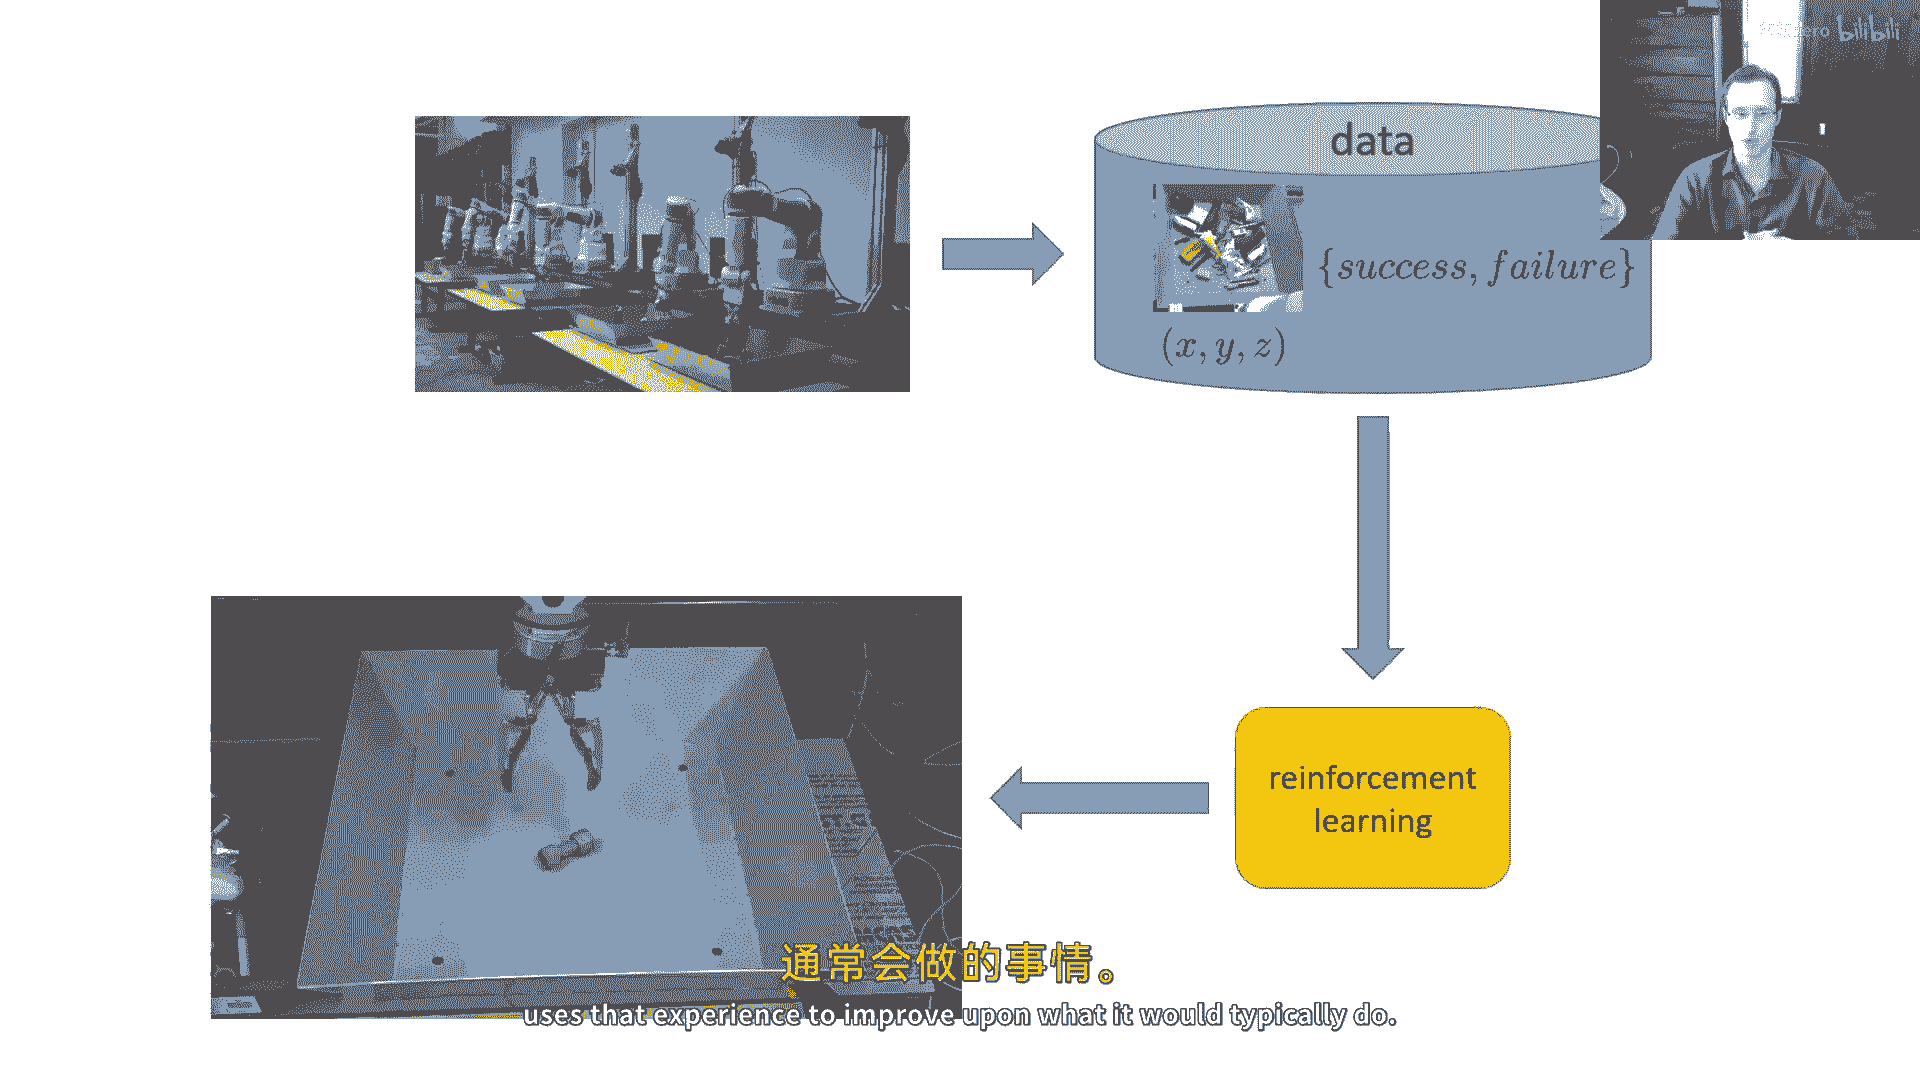 bilibili
data
{success, failure}
(x, y, z)
reinforcement
learning
通常会做的事情。
uses that experience to improve upon what it would typically do.